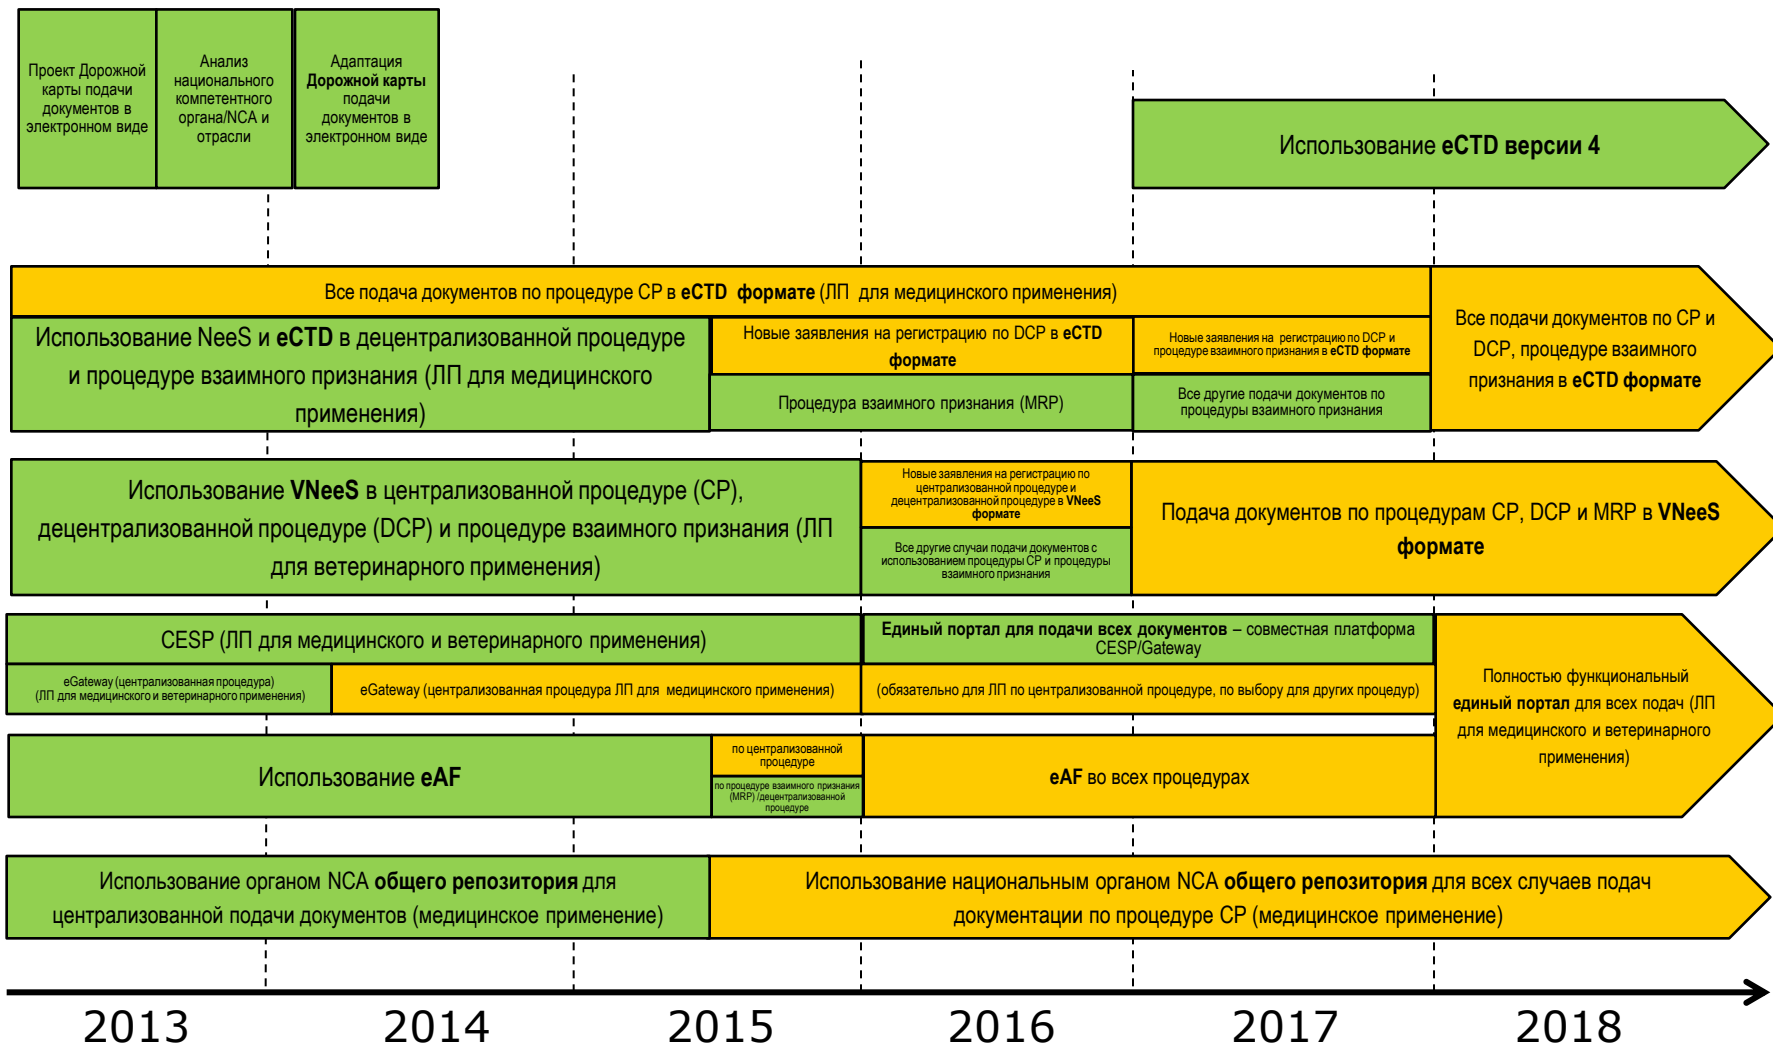 Проект Дорожной
карты подачи
документов в
электронном виде
Анализ
национального
компетентного
органа/NCA и
отрасли
Адаптация
Дорожной карты
подачи
документов в
электронном виде
Использование eCTD версии 4
Все подача документов по процедуре CP в eCTD формате (ЛП для медицинского применения)
Использование NeeS и eCTD в децентрализованной процедуре
и процедуре взаимного признания (ЛП для медицинского
применения)
Новые заявления на регистрацию по DCP в eCTD
формате
Процедура взаимного признания (MRP)
Новые заявления на регистрацию по DCP и
процедуре взаимного признания в eCTD формате
Все другие подачи документов по
процедуры взаимного признания
Все подачи документов по CP и
DCP, процедуре взаимного
признания в eCTD формате
Использование VNeeS в централизованной процедуре (CP),
децентрализованной процедуре (DCP) и процедуре взаимного признания (ЛП
для ветеринарного применения)
Новые заявления на регистрацию по
централизованной процедуре и
децентрализованной процедуре в VNeeS
формате
Все другие случаи подачи документов с
использованием процедуры CP и процедуры
взаимного признания
Подача документов по процедурам CP, DCP и MRP в VNeeS
формате
CESP (ЛП для медицинского и ветеринарного применения)
Единый портал для подачи всех документов – совместная платформа
CESP/Gateway
eGateway (централизованная процедура)
(ЛП для медицинского и ветеринарного применения)
eGateway (централизованная процедура ЛП для медицинского применения)
(обязательно для ЛП по централизованной процедуре, по выбору для других процедур)
Полностью функциональный
единый портал для всех подач (ЛП
для медицинского и ветеринарного
применения)
Использование eAF
по централизованной
процедуре
по процедуре взаимного признания
(MRP) /децентрализованной
процедуре
eAF во всех процедурах
Использование органом NCA общего репозитория для
централизованной подачи документов (медицинское применение)
Использование национальным органом NCA общего репозитория для всех случаев подач
документации по процедуре CP (медицинское применение)
2013 2014 2015 2016 2017 2018